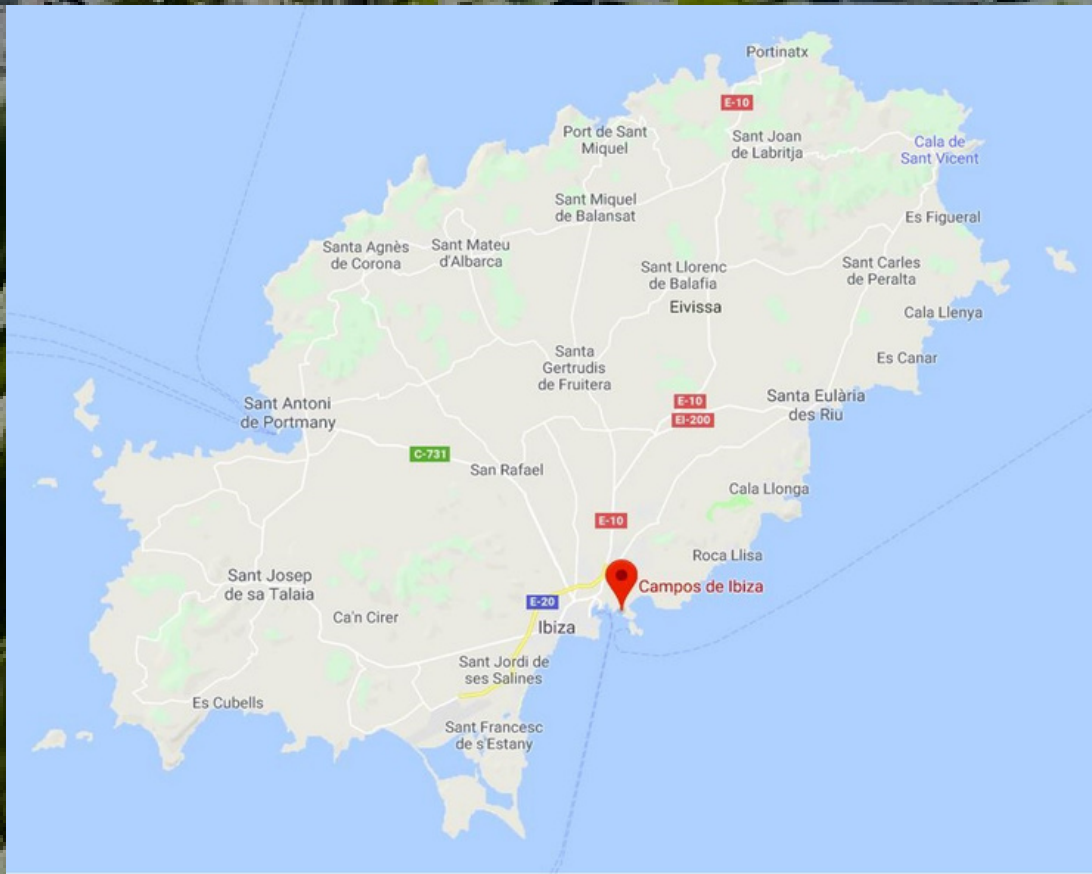 Portinatx
E-10
Port de Sant
Miquel
Sant Joan
de Labritja
Cala de
Sant Vicent
Sant Miquel
de Balansat
Es Figueral
Santa Agnès
de Corona
Sant Mateu
d'Albarca
Sant Llorenc
de Balafia
Sant Carles
de Peralta
Eivissa
Cala Llenya
Santa
Gertrudis
de Fruitera
Es Canar
Sant Antoni
de Portmany
E-10
EI-200
Santa Eulària
des Riu
C-731
San Rafael
Cala Llonga
E-10
Roca Llisa
Sant Josep
de sa Talaia
Campos de Ibiza
E-20
Ca'n Cirer
Ibiza
Sant Jordi de
ses Salines
Es Cubells
Sant Francesc
de s'Estany